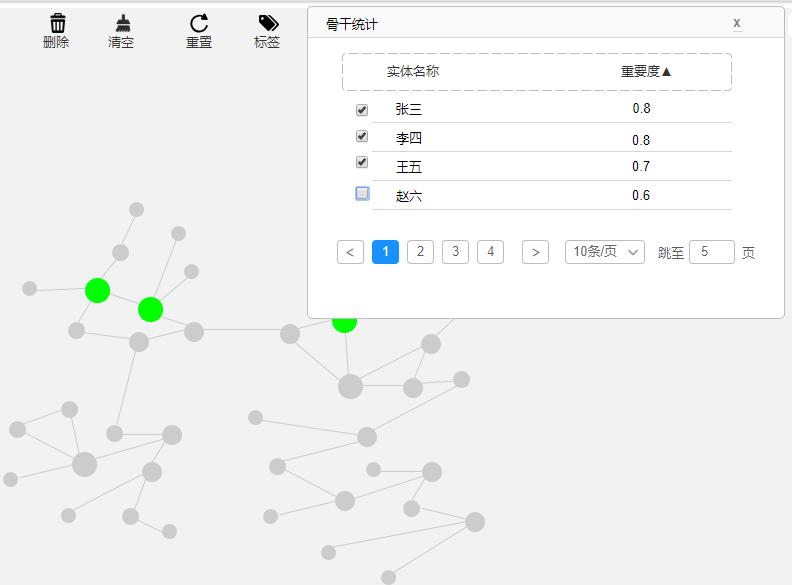 删除 清空 重置 标签
骨干统计 x
实体名称 重要度▲
张三 0.8
李四 0.8
王五 0.7
赵六 0.6
< 1 2 3 4 > 10条/页 跳至 5 页